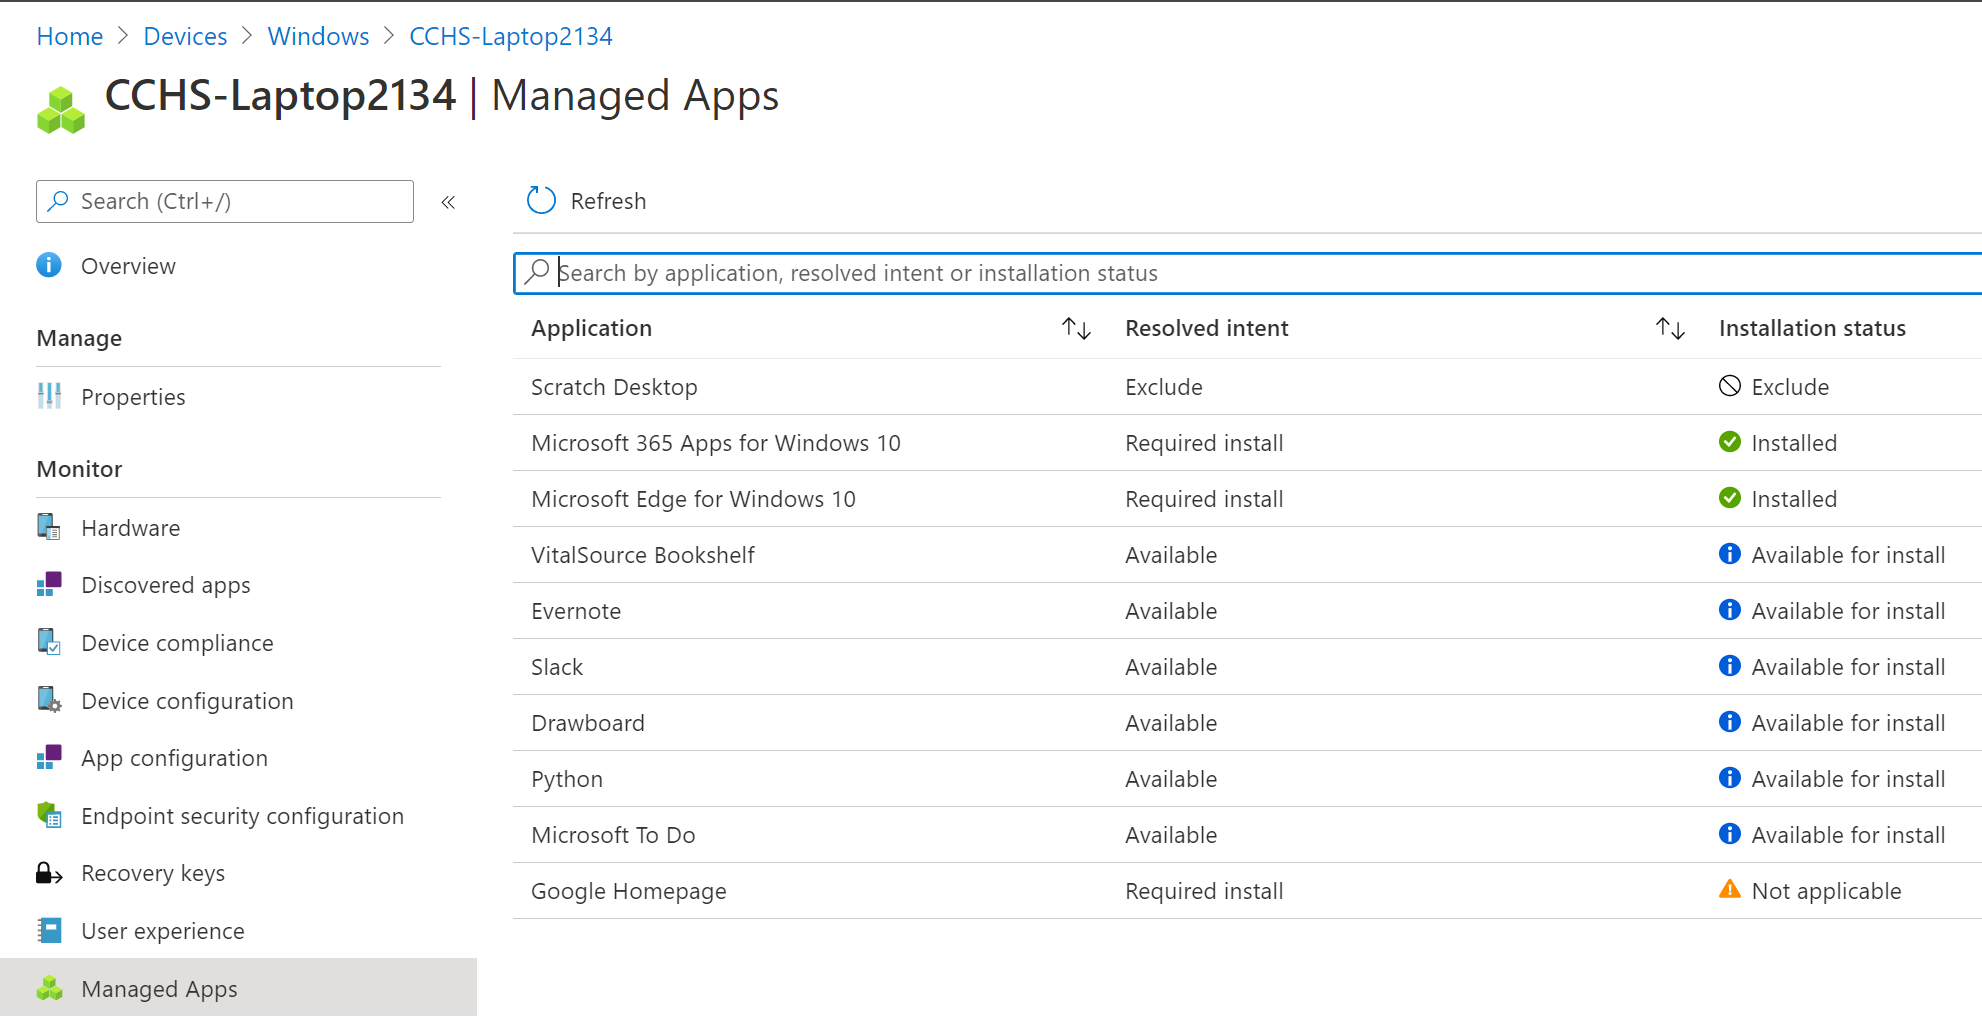 Home > Devices > Windows > CCHS-Laptop2134
CCHS-Laptop2134 | Managed Apps
Search (Ctrl+/)
«
Overview
Manage
Properties
Monitor
Hardware
Discovered apps
Device compliance
Device configuration
App configuration
Endpoint security configuration
Recovery keys
User experience
Managed Apps
Refresh
Search by application, resolved intent or installation status
Application ↑↓ Resolved intent ↑↓ Installation status
Scratch Desktop Exclude Exclude
Microsoft 365 Apps for Windows 10 Required install Installed
Microsoft Edge for Windows 10 Required install Installed
VitalSource Bookshelf Available Available for install
Evernote Available Available for install
Slack Available Available for install
Drawboard Available Available for install
Python Available Available for install
Microsoft To Do Available Available for install
Google Homepage Required install Not applicable